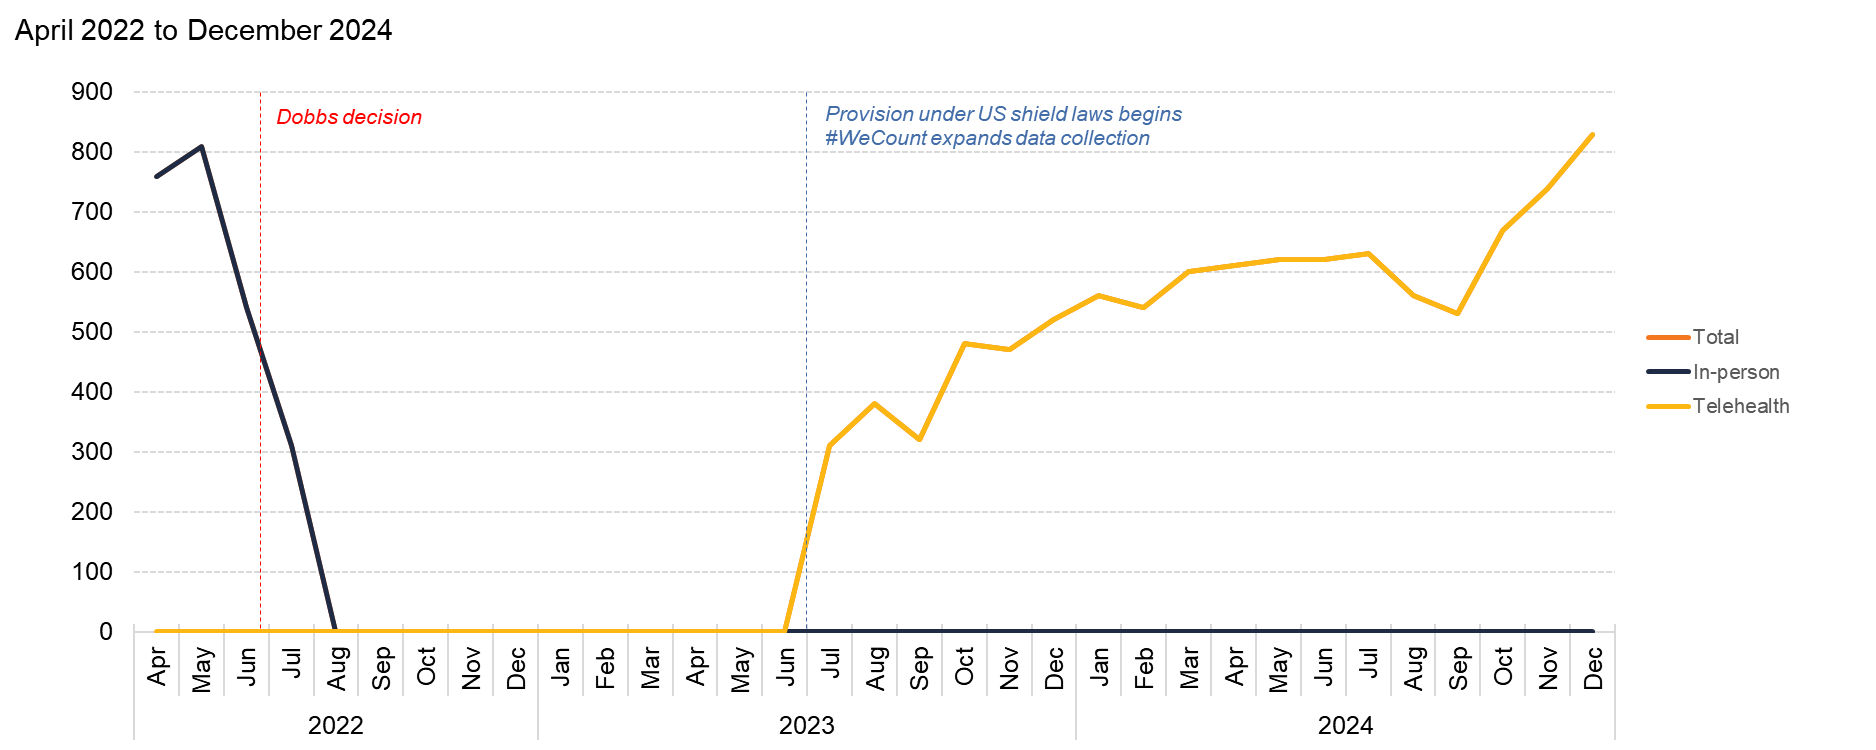 April 2022 to December 2024
900
800
700
600
500
400
300
200
100
0
Dobbs decision
Provision under US shield laws begins
#WeCount expands data collection
Total
In-person
Telehealth
Apr May Jun Jul Aug Sep Oct Nov Dec Jan Feb Mar Apr May Jun Jul Aug Sep Oct Nov Dec Jan Feb Mar Apr May Jun Jul Aug Sep Oct Nov Dec
2022 2023 2024